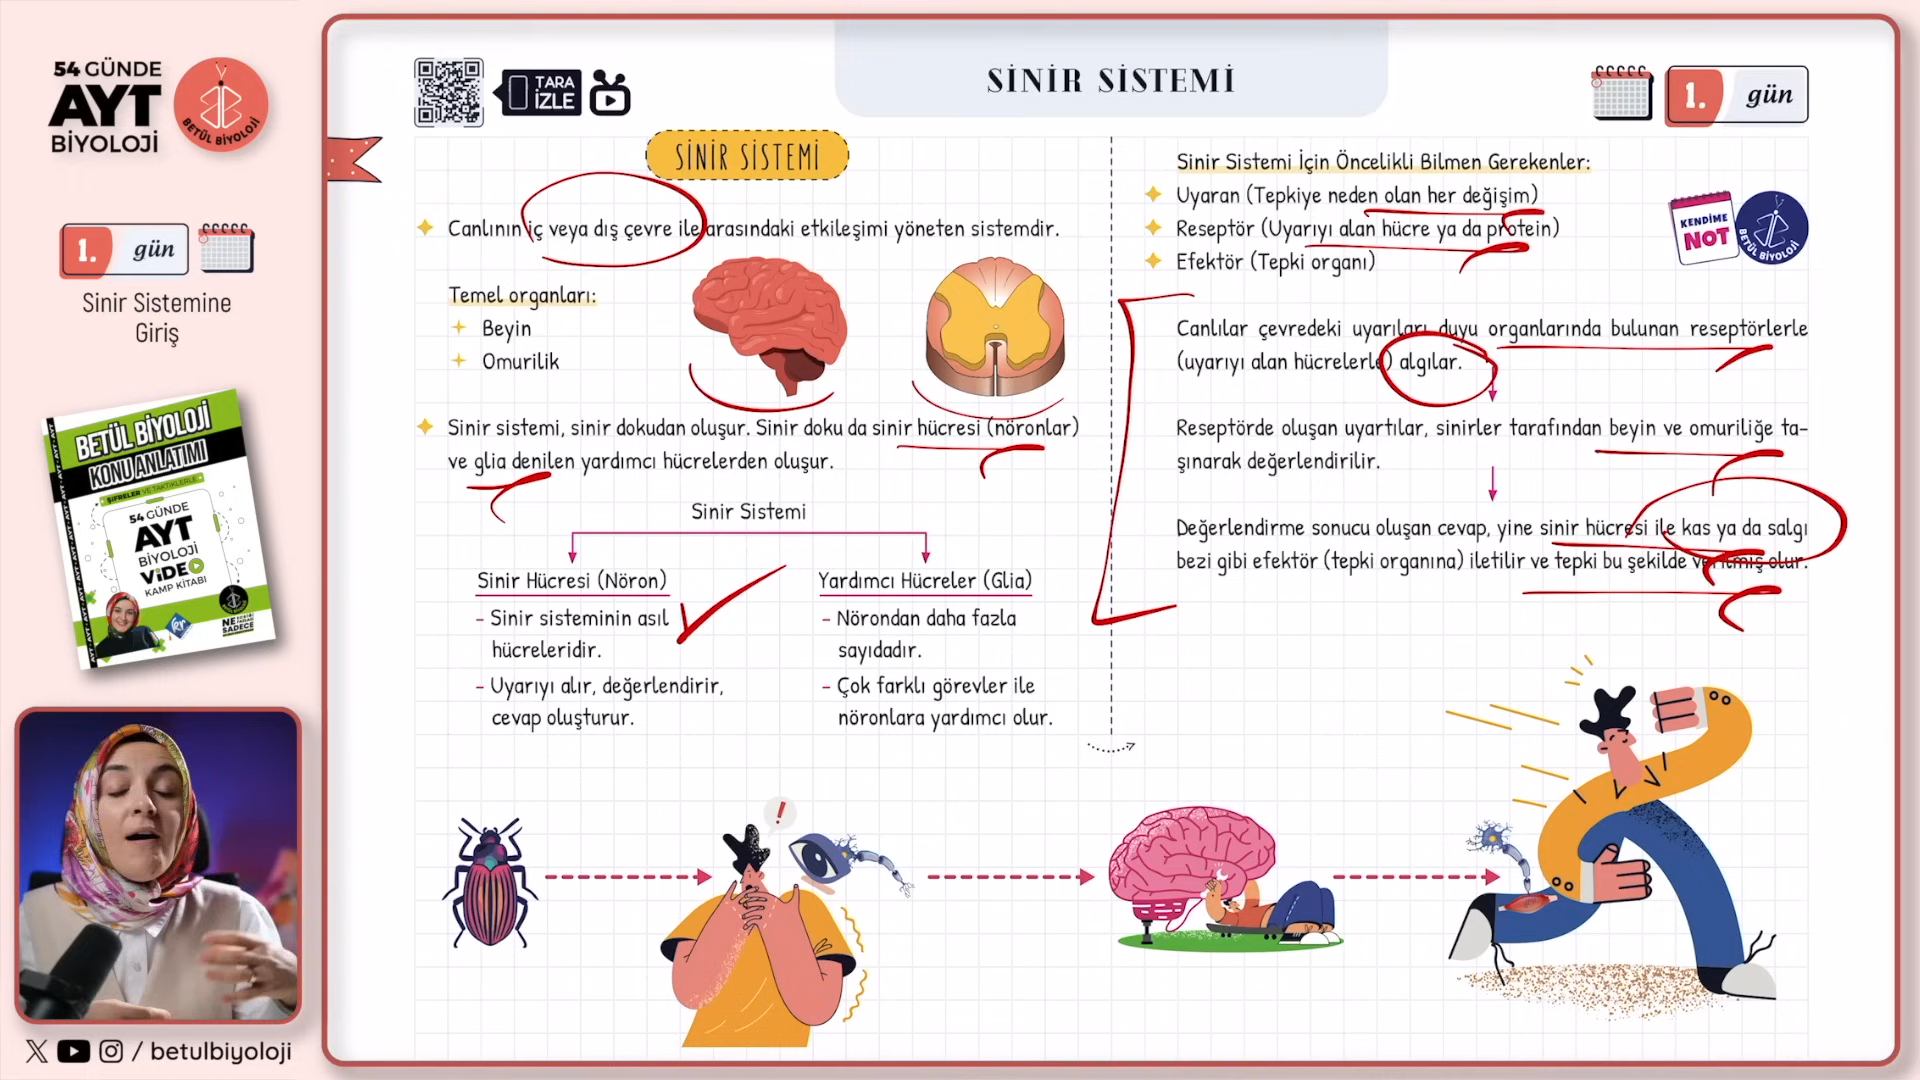 54 GÜNDE
AYT
BİYOLOJİ
BETÜL BİYOLOJİ
1. gün
Sinir Sistemine
Giriş
BETÜL BİYOLOJİ
KONU ANLATIMI
ŞİFRELER VE TAKTİKLERLE
54 GÜNDE
AYT
BİYOLOJİ
VİDEO
KAMP KİTABI
/ betulbiyoloji
TARA
İZLE
SİNİR SİSTEMİ
1. gün
SİNİR SİSTEMİ
Canlının iç veya dış çevre ile arasındaki etkileşimi yöneten sistemdir.
Temel organları:
Beyin
Omurilik
Sinir sistemi, sinir dokudan oluşur. Sinir doku da sinir hücresi (nöronlar)
ve glia denilen yardımcı hücrelerden oluşur.
Sinir Sistemi
Sinir Hücresi (Nöron)
- Sinir sisteminin asıl
hücreleridir.
- Uyarıyı alır, değerlendirir,
cevap oluşturur.
Yardımcı Hücreler (Glia)
- Nörondan daha fazla
sayıdadır.
- Çok farklı görevler ile
nöronlara yardımcı olur.
Sinir Sistemi İçin Öncelikli Bilmen Gerekenler:
Uyaran (Tepkiye neden olan her değişim)
Reseptör (Uyarıyı alan hücre ya da protein)
Efektör (Tepki organı)
KENDİME
NOT
BETÜL BİYOLOJİ
Canlılar çevredeki uyarıları duyu organlarında bulunan reseptörlerle
(uyarıyı alan hücrelerle) algılar.
Reseptörde oluşan uyartılar, sinirler tarafından beyin ve omuriliğe ta-
şınarak değerlendirilir.
Değerlendirme sonucu oluşan cevap, yine sinir hücresi ile kas ya da salgı
bezi gibi efektör (tepki organına) iletilir ve tepki bu şekilde verilmiş olur.
!